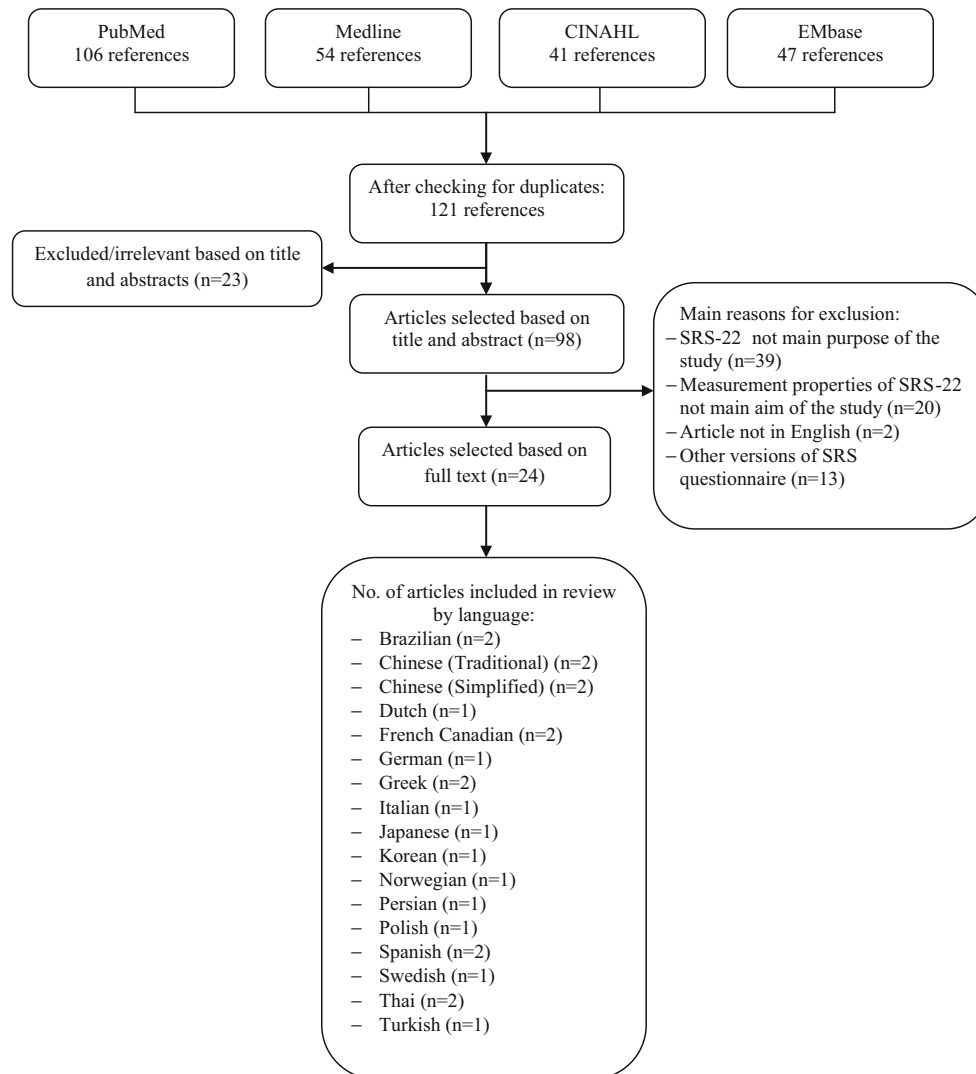 PubMed
106 references
Medline
54 references
CINAHL
41 references
EMbase
47 references
After checking for duplicates:
121 references
Excluded/irrelevant based on title
and abstracts (n=23)
Articles selected based on
title and abstract (n=98)
Main reasons for exclusion:
– SRS-22 not main purpose of the
study (n=39)
– Measurement properties of SRS-22
not main aim of the study (n=20)
– Article not in English (n=2)
– Other versions of SRS
questionnaire (n=13)
Articles selected based on
full text (n=24)
No. of articles included in review
by language:
– Brazilian (n=2)
– Chinese (Traditional) (n=2)
– Chinese (Simplified) (n=2)
– Dutch (n=1)
– French Canadian (n=2)
– German (n=1)
– Greek (n=2)
– Italian (n=1)
– Japanese (n=1)
– Korean (n=1)
– Norwegian (n=1)
– Persian (n=1)
– Polish (n=1)
– Spanish (n=2)
– Swedish (n=1)
– Thai (n=2)
– Turkish (n=1)